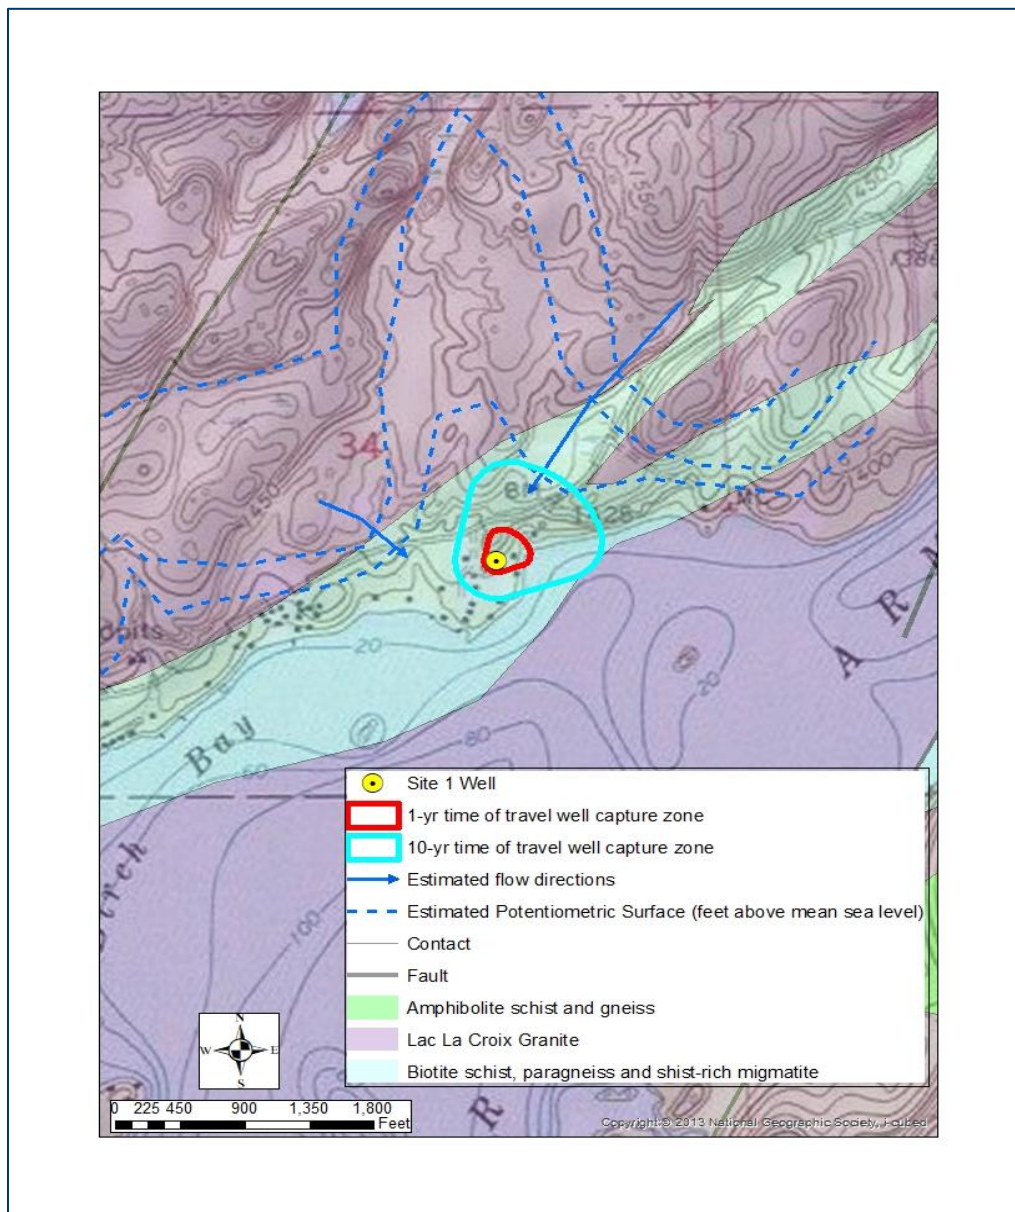 1550
450
34
1450
1400
20
Bay
20
80
60
A
R
Site 1 Well
1-yr time of travel well capture zone
10-yr time of travel well capture zone
Estimated flow directions
Estimated Potentiometric Surface (feet above mean sea level)
Contact
Fault
Amphibolite schist and gneiss
Lac La Croix Granite
Biotite schist, paragneiss and shist-rich migmatite
100
N
W E
S
0 225 450 900 1,350 1,800
Feet
R
Copyright:© 2013 National Geographic Society, i-cubed